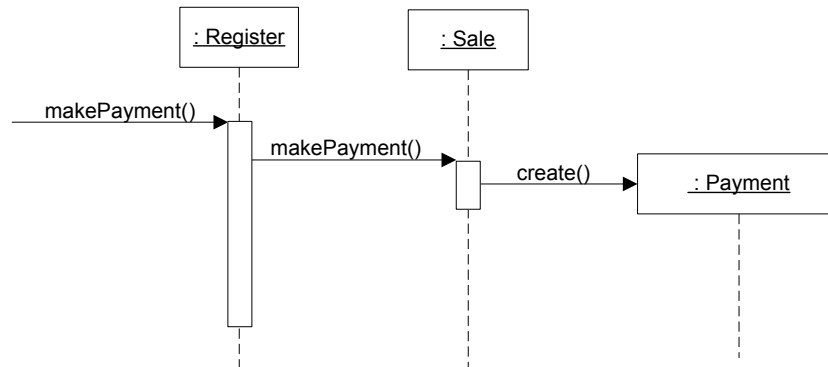 : Register
: Sale
makePayment()
makePayment()
create()
: Payment